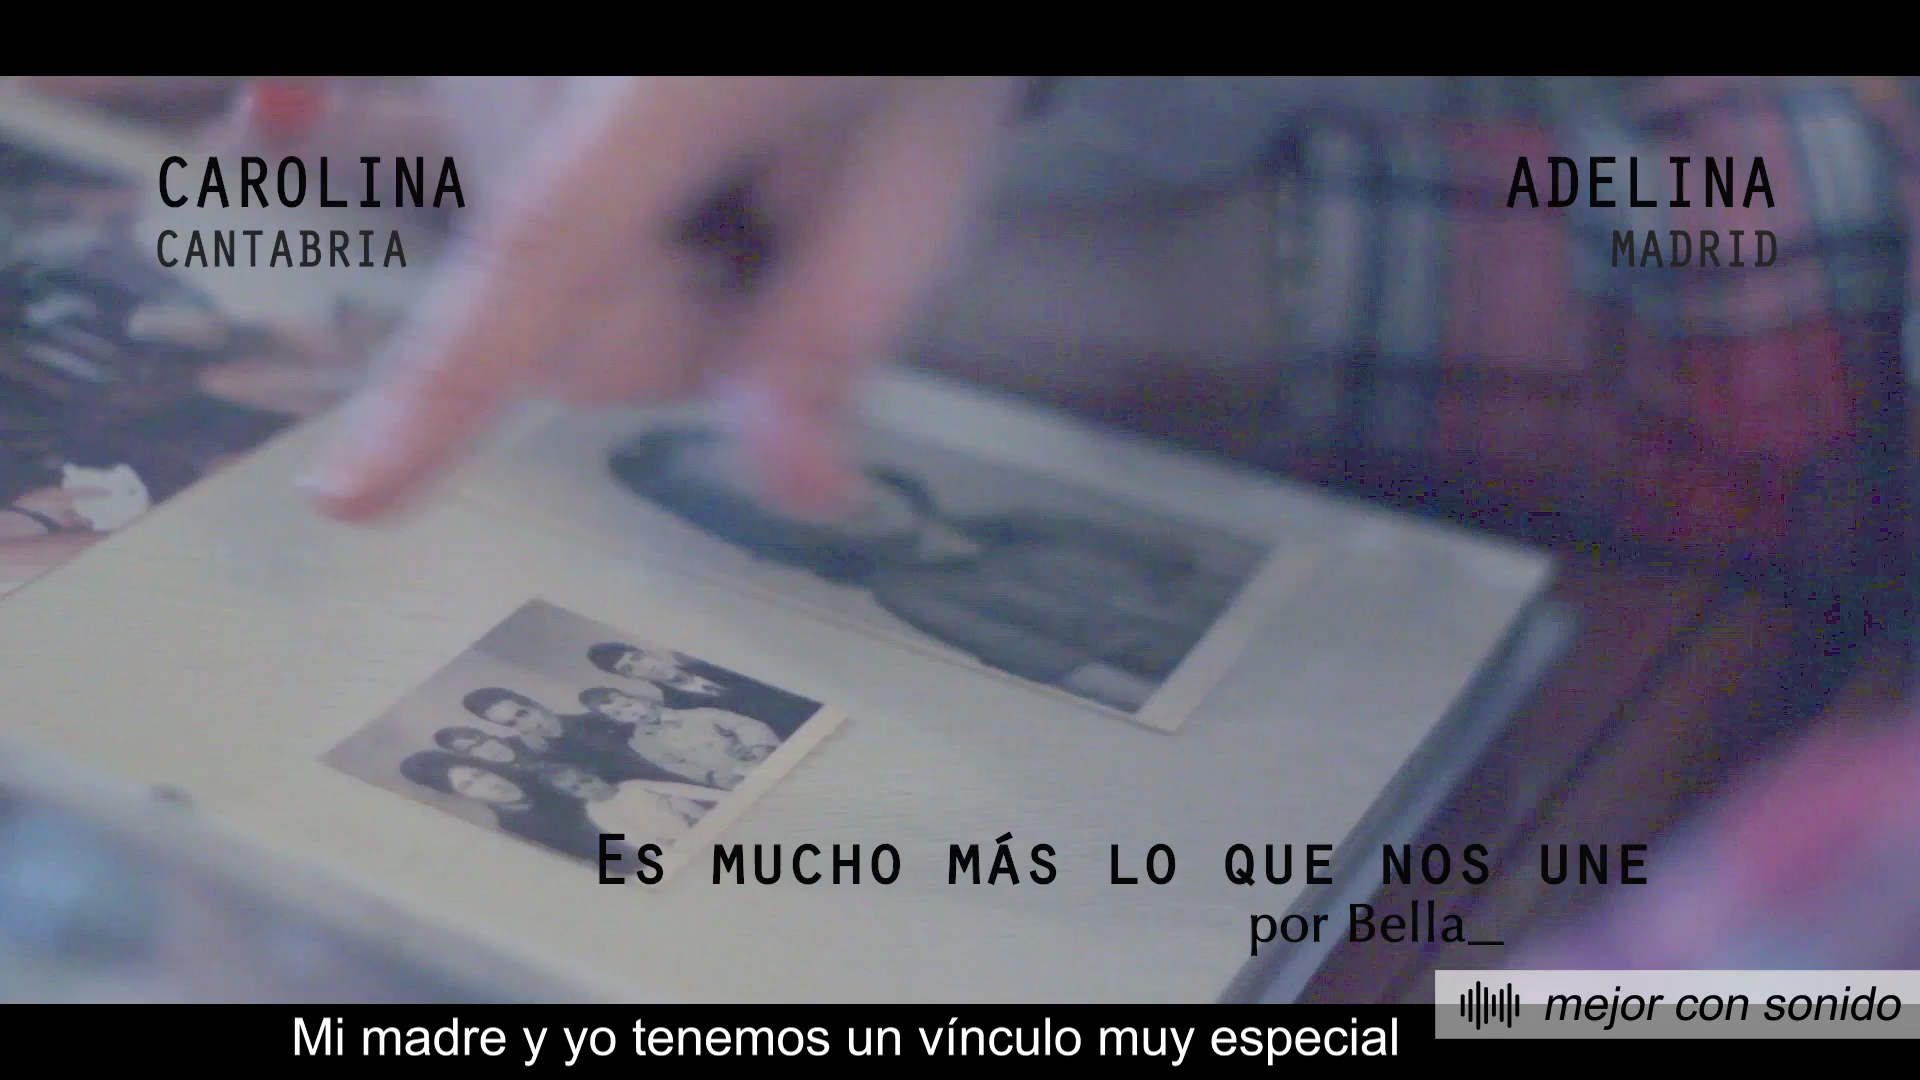 CAROLINA
CANTABRIA
ADELINA
MADRID
Es mucho más lo que nos une
por Bella_
mejor con sonido
Mi madre y yo tenemos un vínculo muy especial